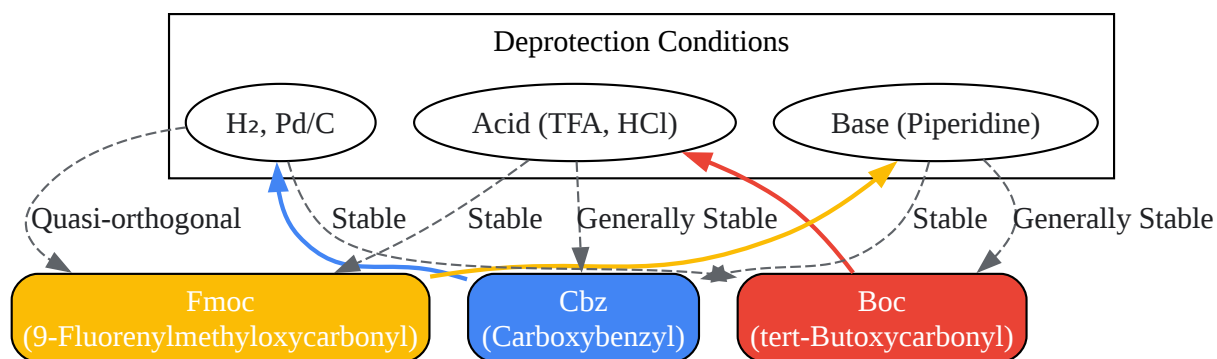 Deprotection Conditions
H₂, Pd/C
Acid (TFA, HCl)
Base (Piperidine)
Quasi-orthogonal
Stable
Stable
Generally Stable
Stable
Generally Stable
Fmoc
(9-Fluorenylmethyloxycarbonyl)
Cbz
(Carboxybenzyl)
Boc
(tert-Butoxycarbonyl)